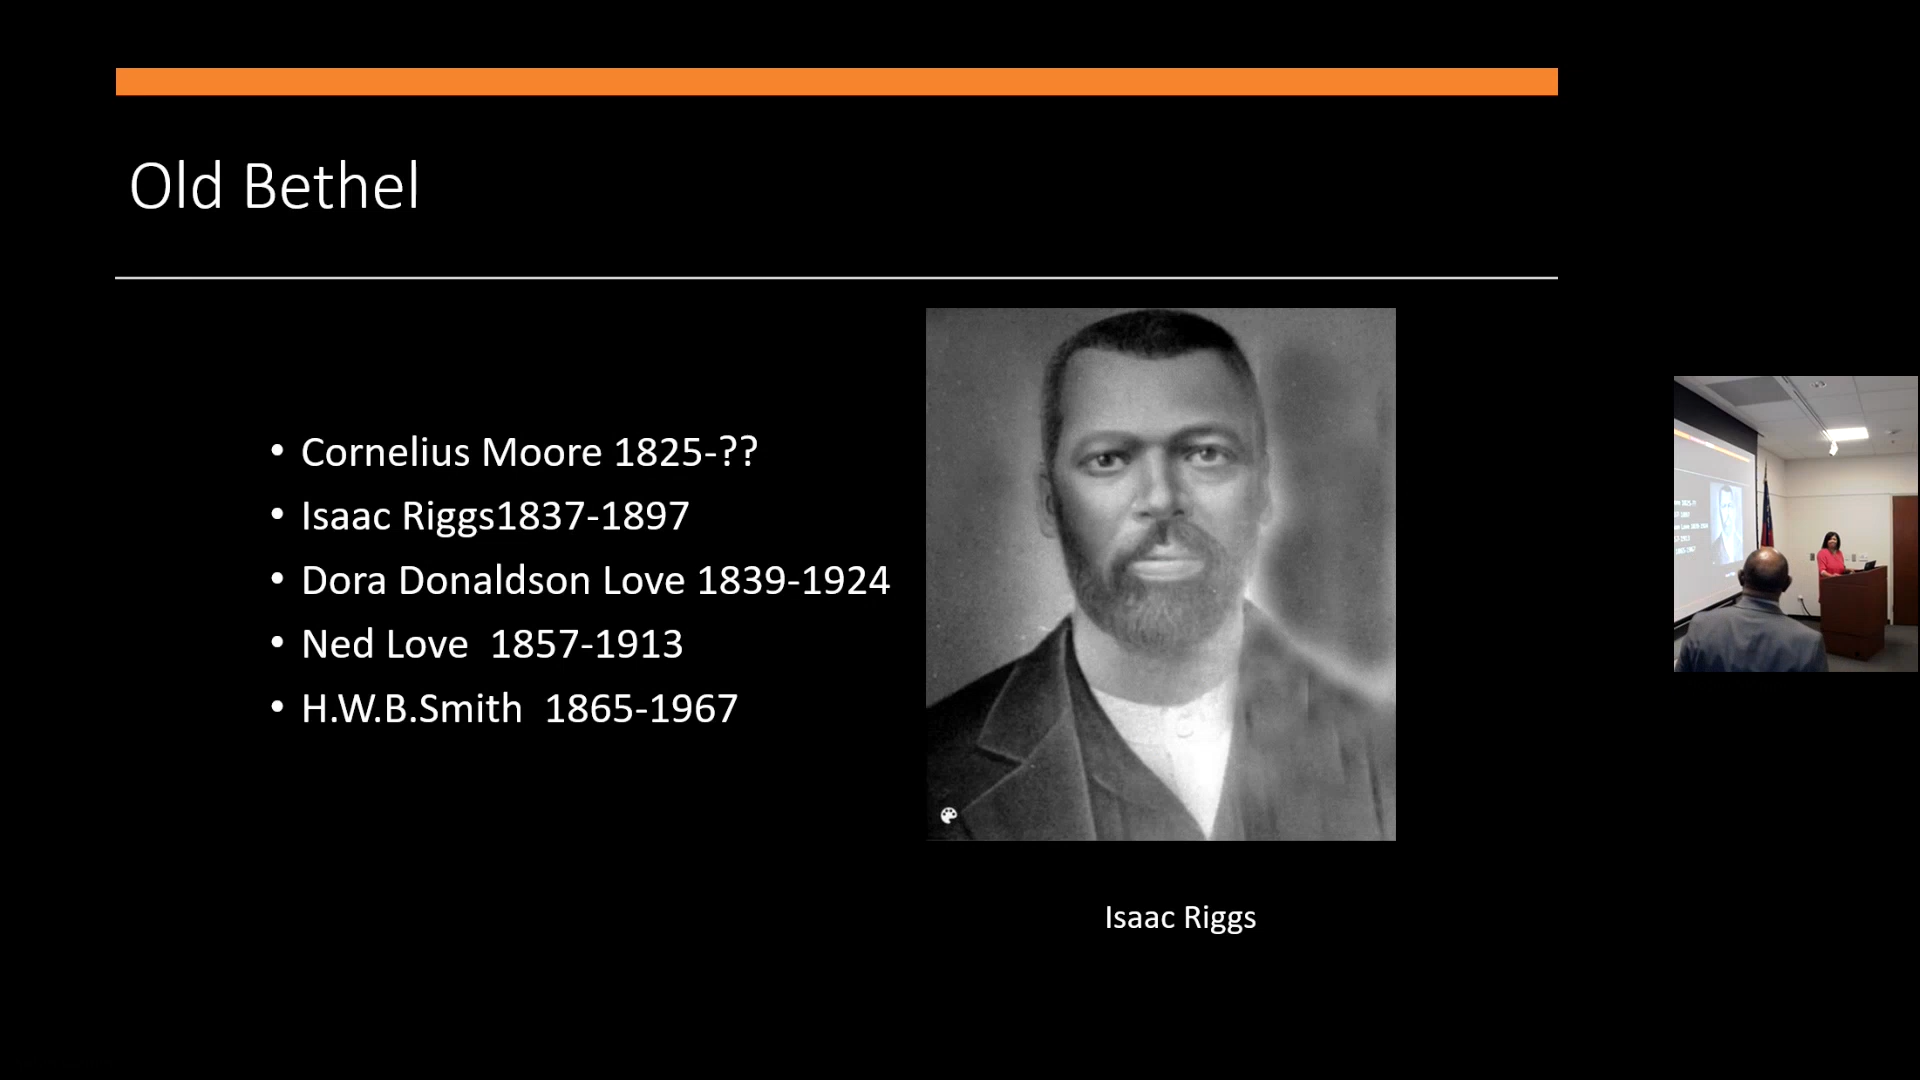 Old Bethel
• Cornelius Moore 1825-??
• Isaac Riggs1837-1897
• Dora Donaldson Love 1839-1924
• Ned Love  1857-1913
• H.W.B.Smith  1865-1967
Isaac Riggs